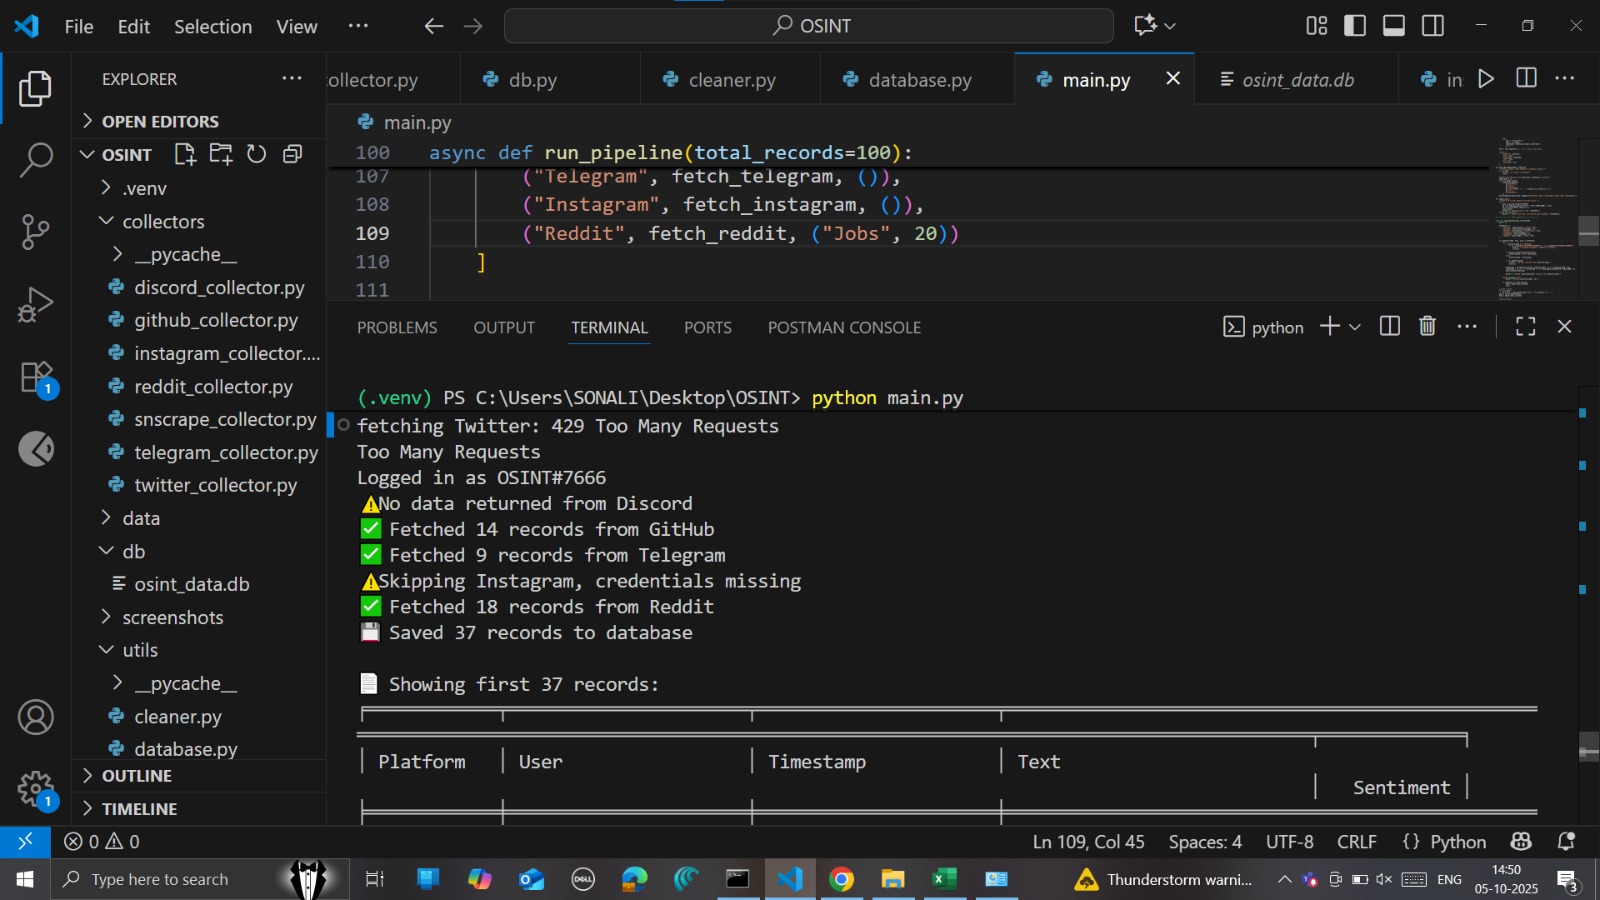 File Edit Selection View ··· OSINT
EXPLORER ···
OPEN EDITORS
OSINT
.venv
collectors
__pycache__
discord_collector.py
github_collector.py
instagram_collector....
reddit_collector.py
snscrape_collector.py
telegram_collector.py
twitter_collector.py
data
db
osint_data.db
screenshots
utils
__pycache__
cleaner.py
database.py
OUTLINE
TIMELINE
1
1
ollector.py db.py cleaner.py database.py main.py osint_data.db in
main.py
100 async def run_pipeline(total_records=100):
107 ("Telegram", fetch_telegram, ()),
108 ("Instagram", fetch_instagram, ()),
109 ("Reddit", fetch_reddit, ("Jobs", 20))
110 ]
111
PROBLEMS OUTPUT TERMINAL PORTS POSTMAN CONSOLE python
(.venv) PS C:\Users\SONALI\Desktop\OSINT> python main.py
fetching Twitter: 429 Too Many Requests
Too Many Requests
Logged in as OSINT#7666
⚠No data returned from Discord
✅ Fetched 14 records from GitHub
✅ Fetched 9 records from Telegram
⚠Skipping Instagram, credentials missing
✅ Fetched 18 records from Reddit
💾 Saved 37 records to database
📄 Showing first 37 records:
Platform User Timestamp Text
Sentiment
0 0 Ln 109, Col 45 Spaces: 4 UTF-8 CRLF {} Python
Type here to search DELL Thunderstorm warni... ENG 14:50
05-10-2025 3